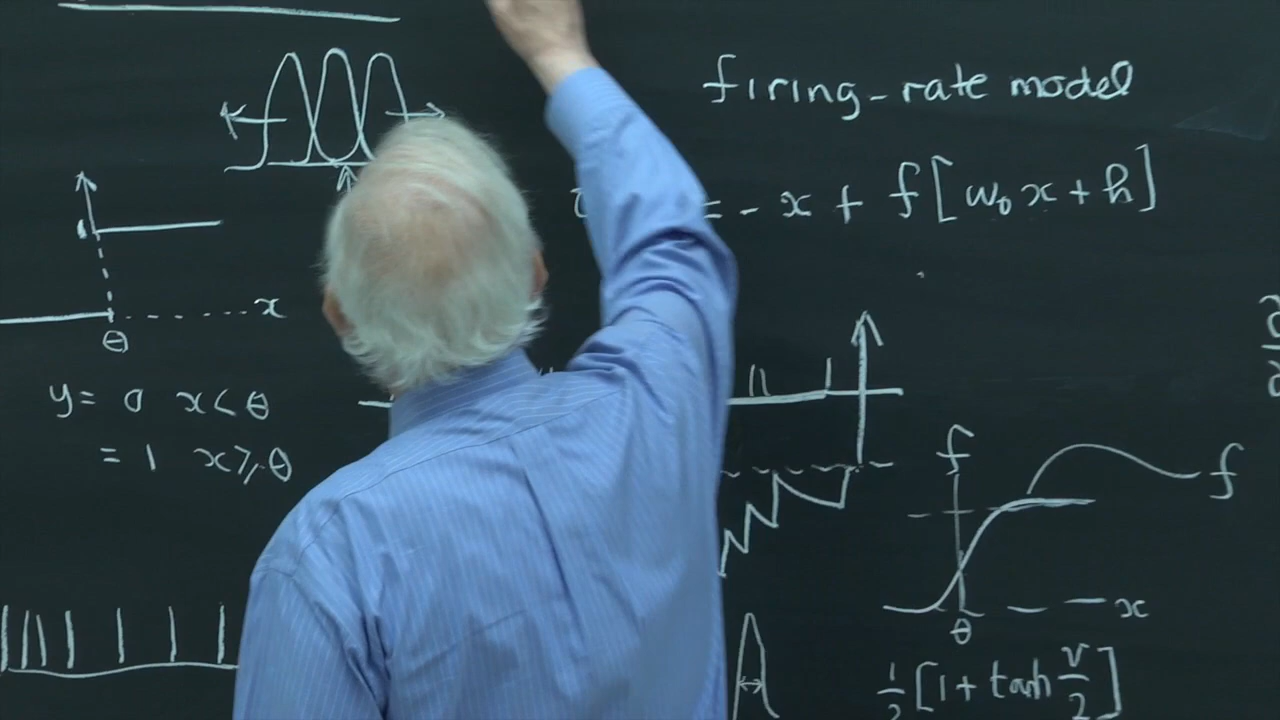 firing-rate model
= - x + f[w₀x + h]
x
θ
y= 0 x<θ
= 1 x≥θ
f
f
x
θ
1/2 [1 + tanh v/2]